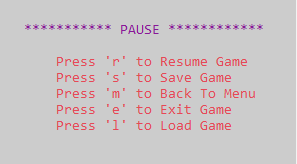 *********** PAUSE ************
Press 'r' to Resume Game
Press 's' to Save Game
Press 'm' to Back To Menu
Press 'e' to Exit Game
Press 'l' to Load Game